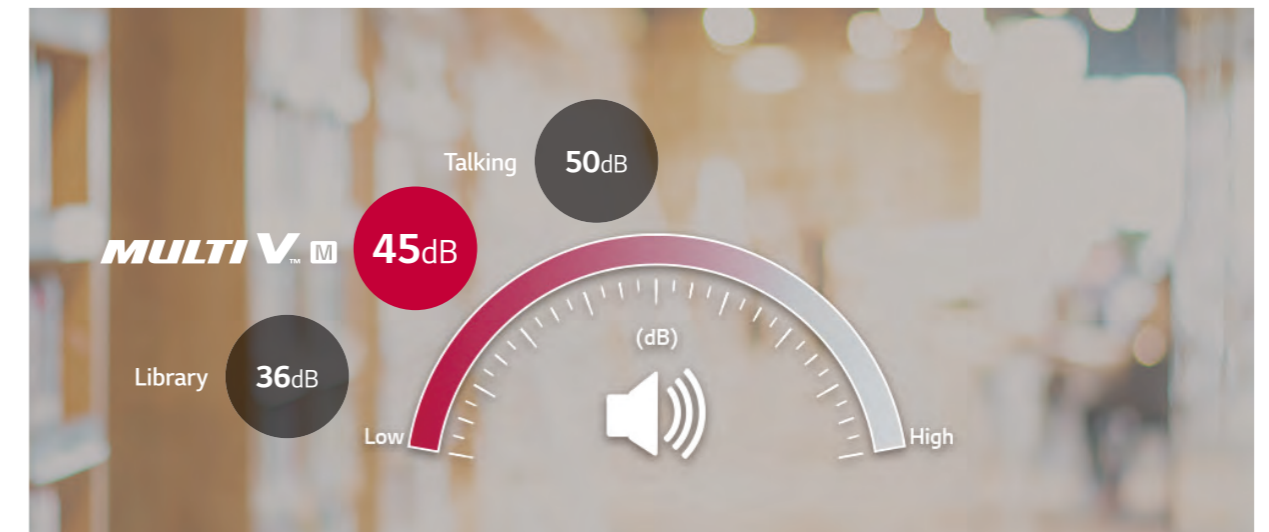 Talking 50dB
MULTI V™ M 45dB
(dB)
Library 36dB
Low High